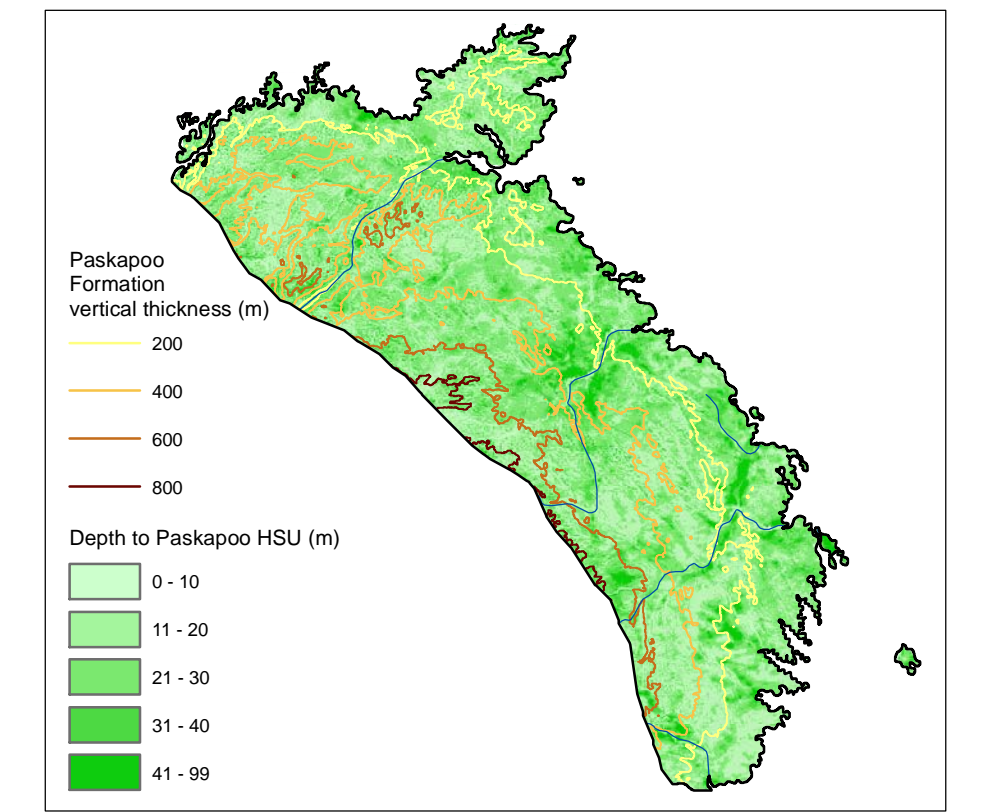 Paskapoo
Formation
vertical thickness (m)
200
400
600
800
Depth to Paskapoo HSU (m)
0 - 10
11 - 20
21 - 30
31 - 40
41 - 99